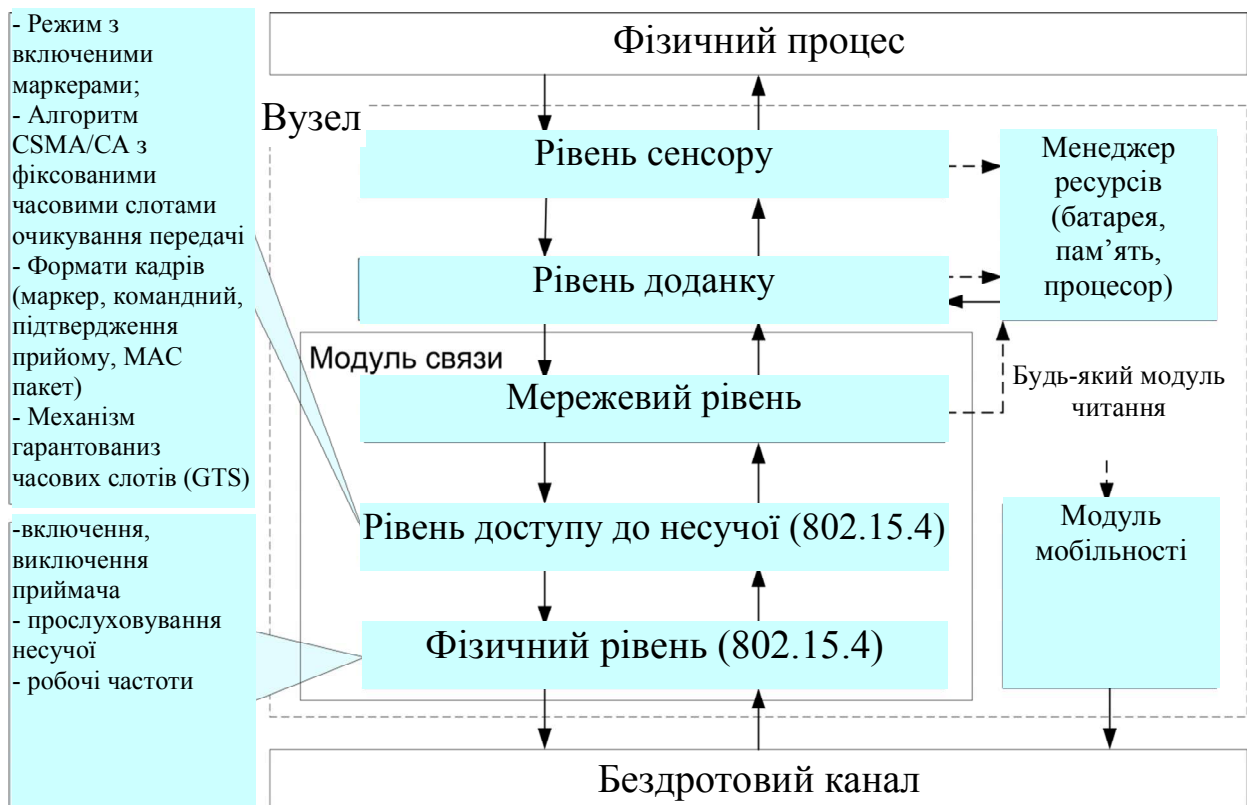 - Режим з
включеними
маркерами;
- Алгоритм
CSMA/CA з
фіксованими
часовими слотами
очикування передачі
- Формати кадрів
(маркер, командний,
підтвердження
прийому, MAC
пакет)
- Механізм
гарантованиз
часових слотів (GTS)
-включення,
виключення
приймача
- прослуховування
несучої
- робочі частоти
Фізичний процес
Вузел
Рівень сенсору
Рівень доданку
Модуль связи
Мережевий рівень
Рівень доступу до несучої (802.15.4)
Фізичний рівень (802.15.4)
Менеджер
ресурсів
(батарея,
пам’ять,
процесор)
Будь-який модуль
читання
Модуль
мобільності
Бездротовий канал